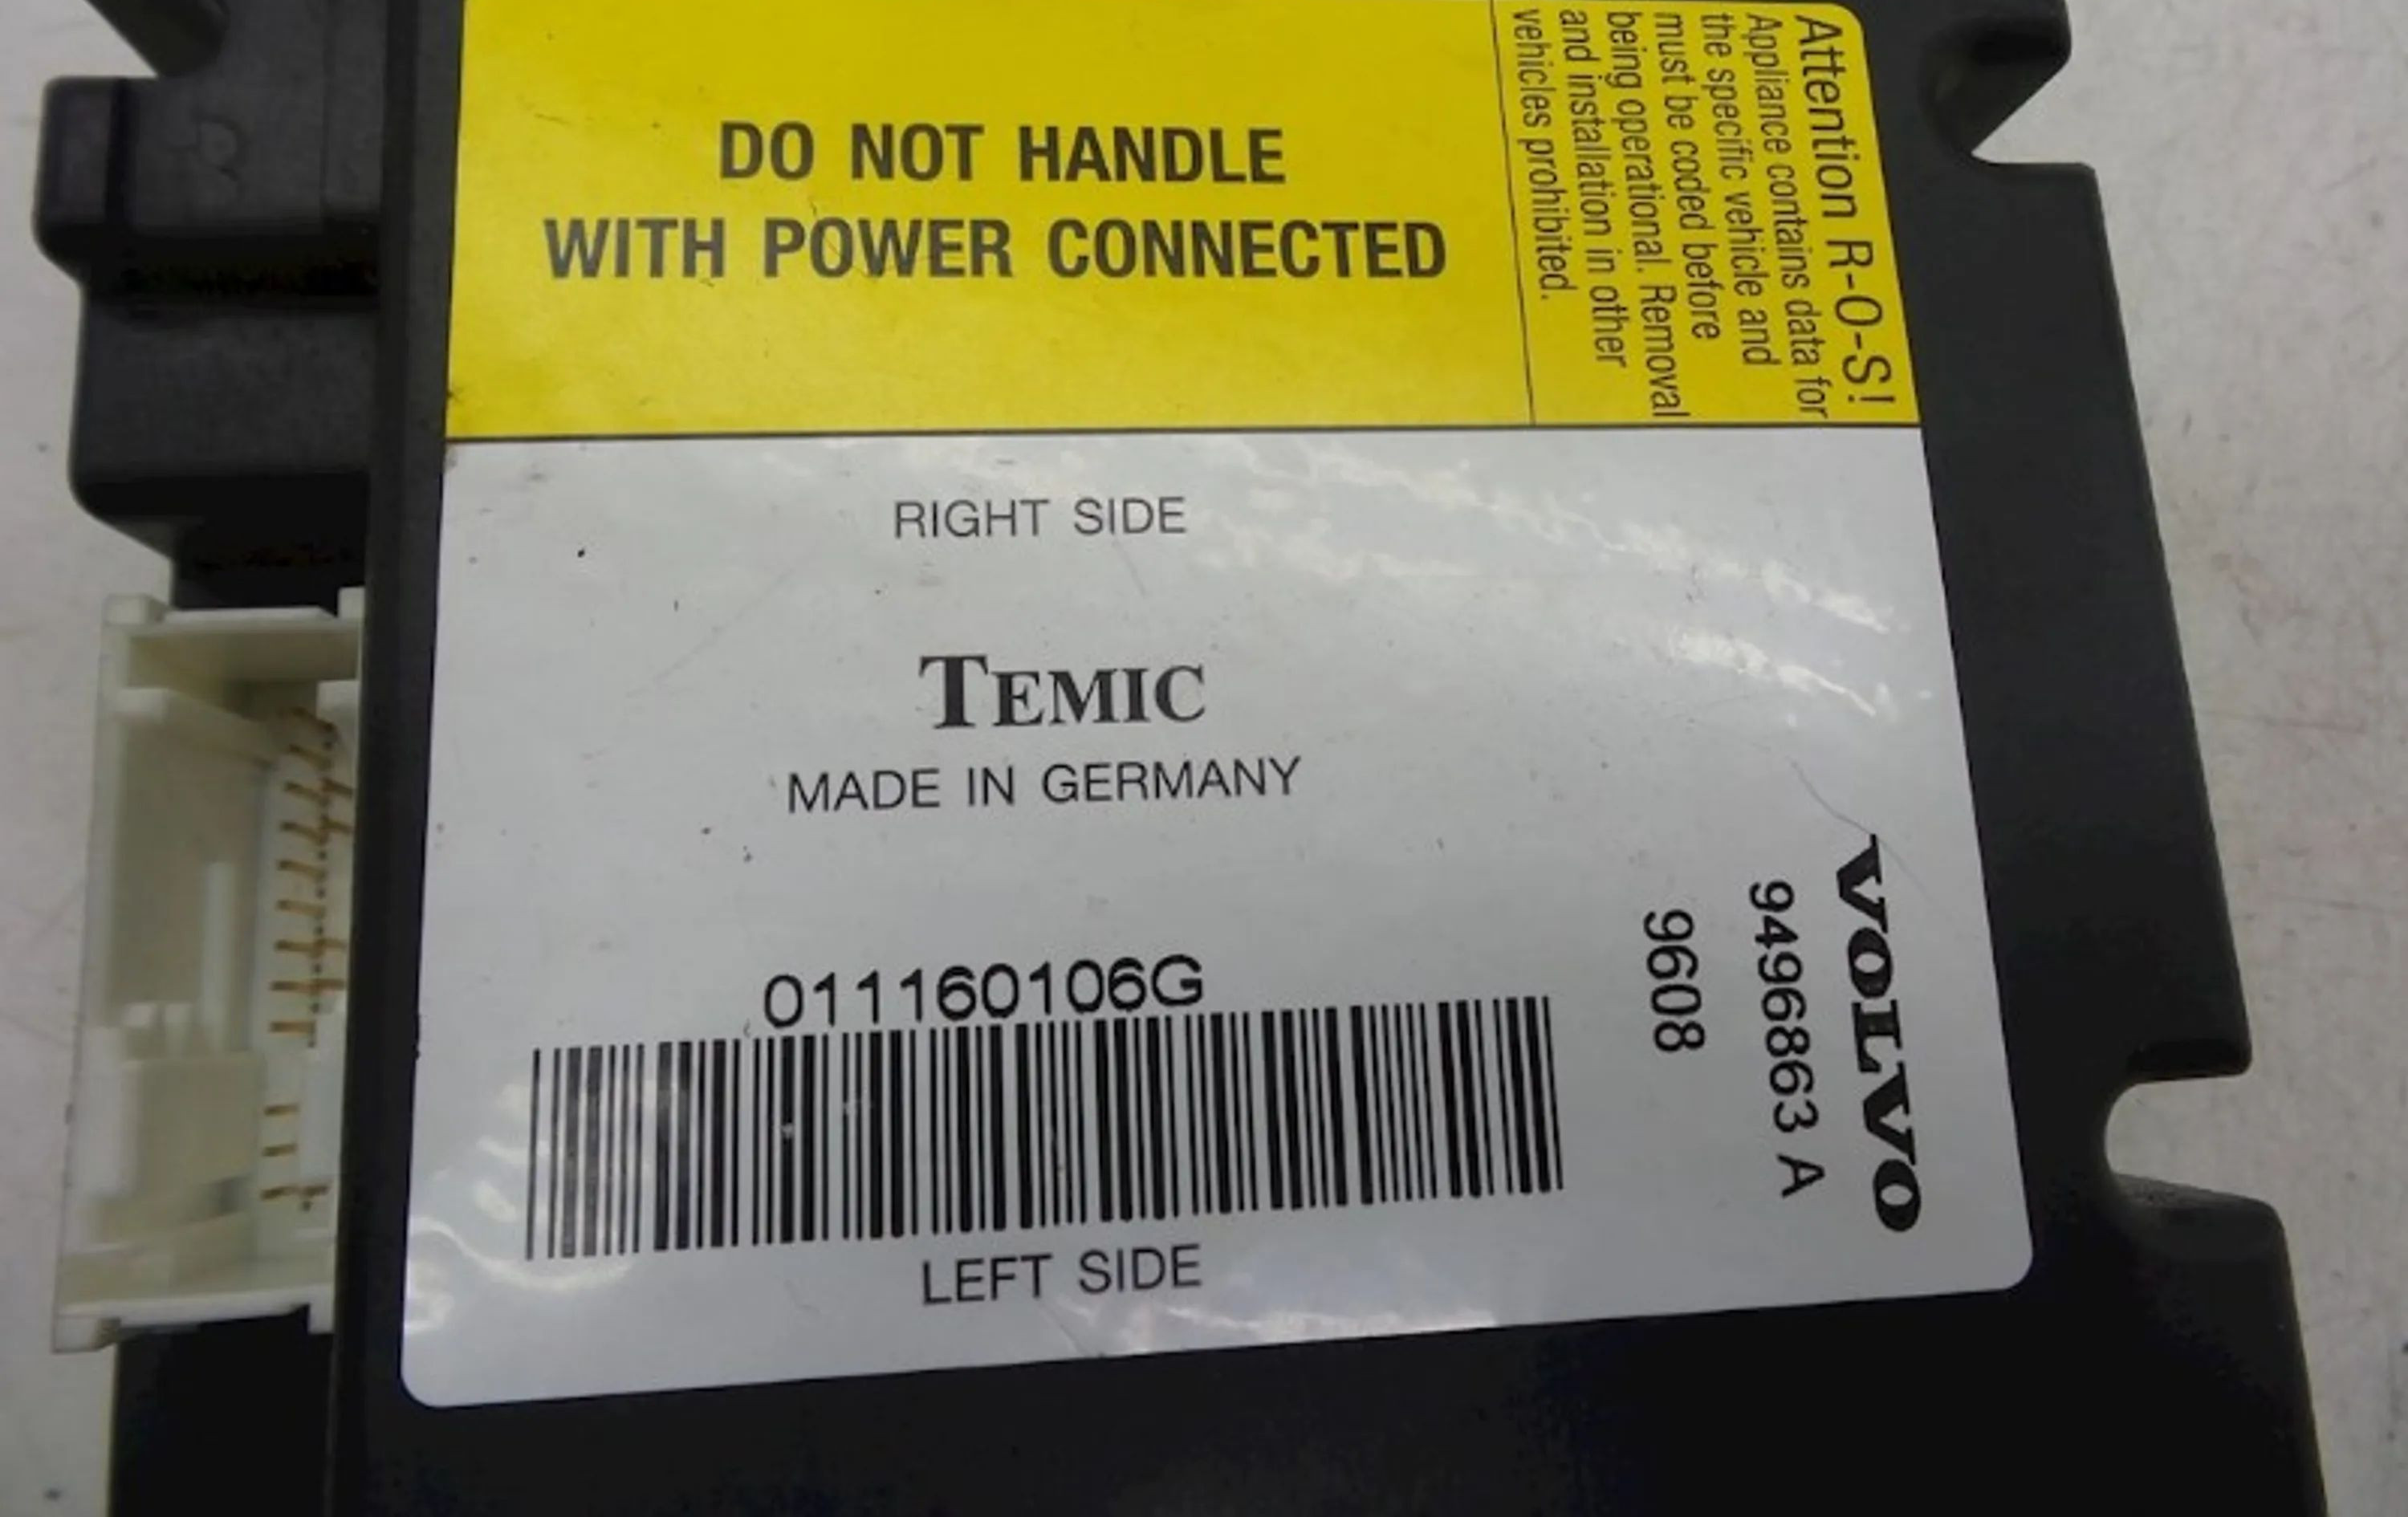 DO NOT HANDLE
WITH POWER CONNECTED
Attention R-O-S!
Appliance contains data for
the specific vehicle and
must be coded before
being operational. Removal
and installation in other
vehicles prohibited.
RIGHT SIDE
TEMIC
MADE IN GERMANY
011160106G
LEFT SIDE
VOLVO
9496863 A
9608